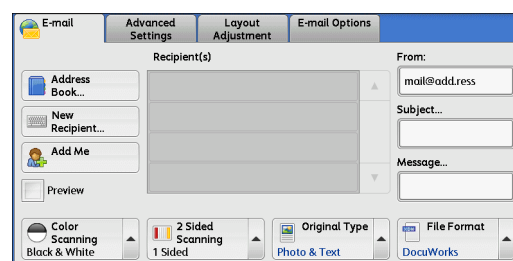 E-mail
Advanced
Settings
Layout
Adjustment
E-mail Options
Recipient(s)
From:
Address
Book...
mail@add.ress
New
Recipient...
Subject...
Add Me
Message...
Preview
Color
Scanning
Black & White
2 Sided
Scanning
1 Sided
Original Type
Photo & Text
File Format
DocuWorks